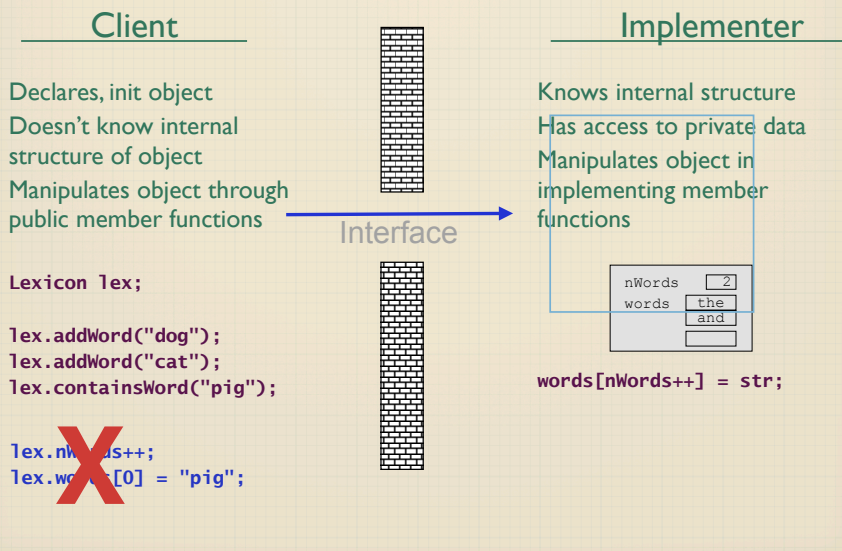 Client
Declares, init object
Doesn't know internal
structure of object
Manipulates object through
public member functions
Lexicon lex;
lex.addWord("dog");
lex.addWord("cat");
lex.containsWord("pig");
X
lex.nWords++;
lex.words[0] = "pig";
Interface
Implementer
Knows internal structure
Has access to private data
Manipulates object in
implementing member
functions
nWords 2
words the
and
words[nWords++] = str;